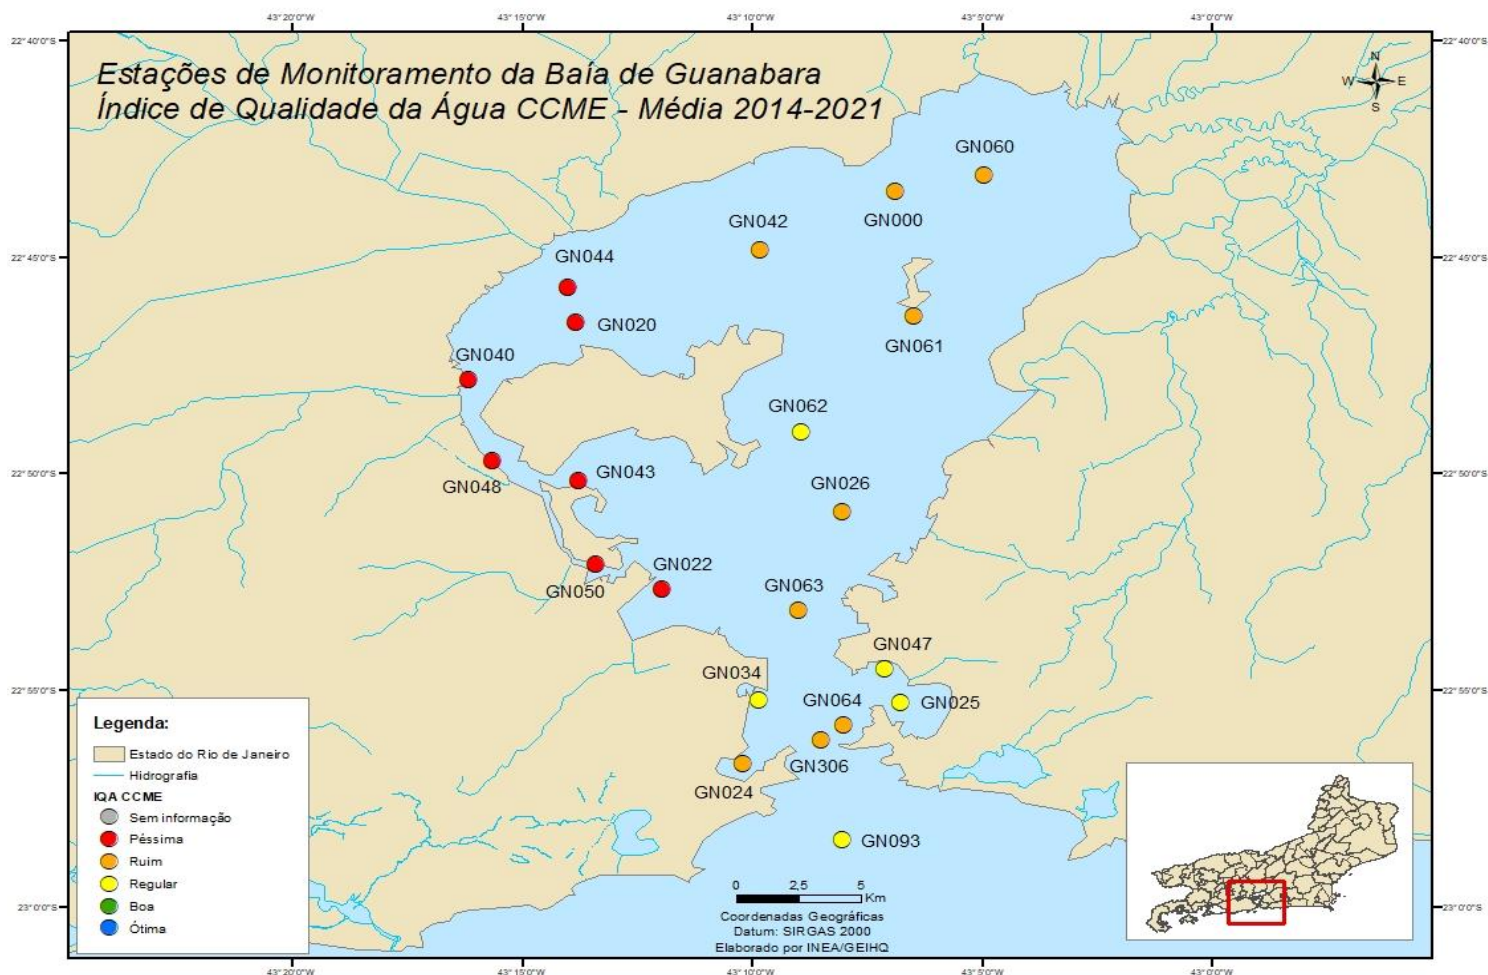 43°20'0"W
43°15'0"W
43°10'0"W
43°5'0"W
43°0'0"W
22°40'0"S
22°40'0"S
Estações de Monitoramento da Baía de Guanabara
Índice de Qualidade da Água CCME - Média 2014-2021
N
W
E
S
GN060
GN000
GN042
22°45'0"S
22°45'0"S
GN044
GN020
GN061
GN040
GN062
22°50'0"S
22°50'0"S
GN043
GN048
GN026
GN022
GN050
GN063
GN047
GN034
22°55'0"S
22°55'0"S
GN064
GN025
GN306
GN024
GN093
Legenda:
Estado do Rio de Janeiro
Hidrografia
IQA CCME
Sem informação
Péssima
Ruim
Regular
Boa
Ótima
0 2,5 5
Km
Coordenadas Geográficas
Datum: SIRGAS 2000
Elaborado por INEA/GEIHQ
23°0'0"S
23°0'0"S
43°20'0"W
43°15'0"W
43°10'0"W
43°5'0"W
43°0'0"W